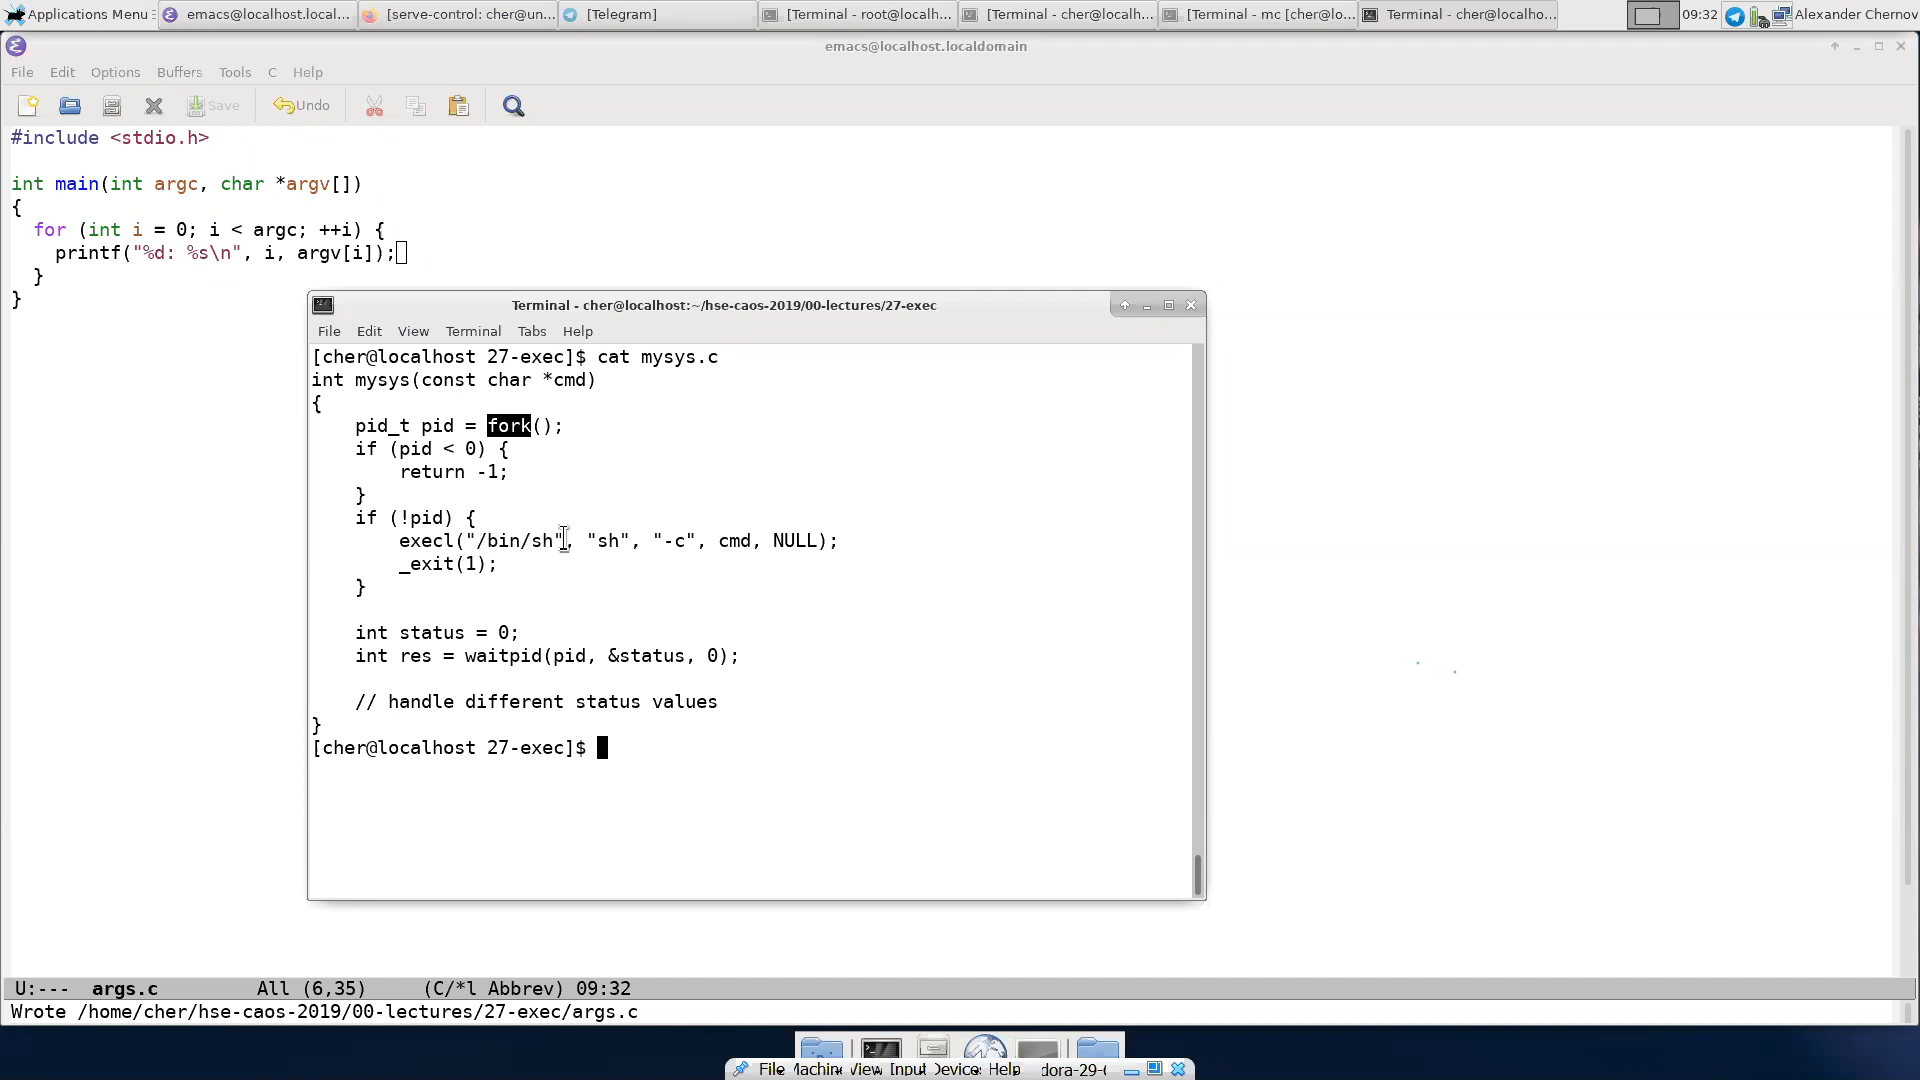 Applications Menu
emacs@localhost.local...
[serve-control: cher@un...
[Telegram]
[Terminal - root@localh...
[Terminal - cher@localh...
[Terminal - mc [cher@lo...
Terminal - cher@localho...
09:32
Alexander Chernov
emacs@localhost.localdomain
File Edit Options Buffers Tools C Help
Save Undo
#include <stdio.h>
int main(int argc, char *argv[])
{
for (int i = 0; i < argc; ++i) {
printf("%d: %s\n", i, argv[i]);
}
}
Terminal - cher@localhost:~/hse-caos-2019/00-lectures/27-exec
File Edit View Terminal Tabs Help
[cher@localhost 27-exec]$ cat mysys.c
int mysys(const char *cmd)
{
pid_t pid = fork();
if (pid < 0) {
return -1;
}
if (!pid) {
execl("/bin/sh", "sh", "-c", cmd, NULL);
_exit(1);
}
int status = 0;
int res = waitpid(pid, &status, 0);
// handle different status values
}
[cher@localhost 27-exec]$
U:--- args.c All (6,35) (C/*l Abbrev) 09:32
Wrote /home/cher/hse-caos-2019/00-lectures/27-exec/args.c
File Machine View Input Devices Help